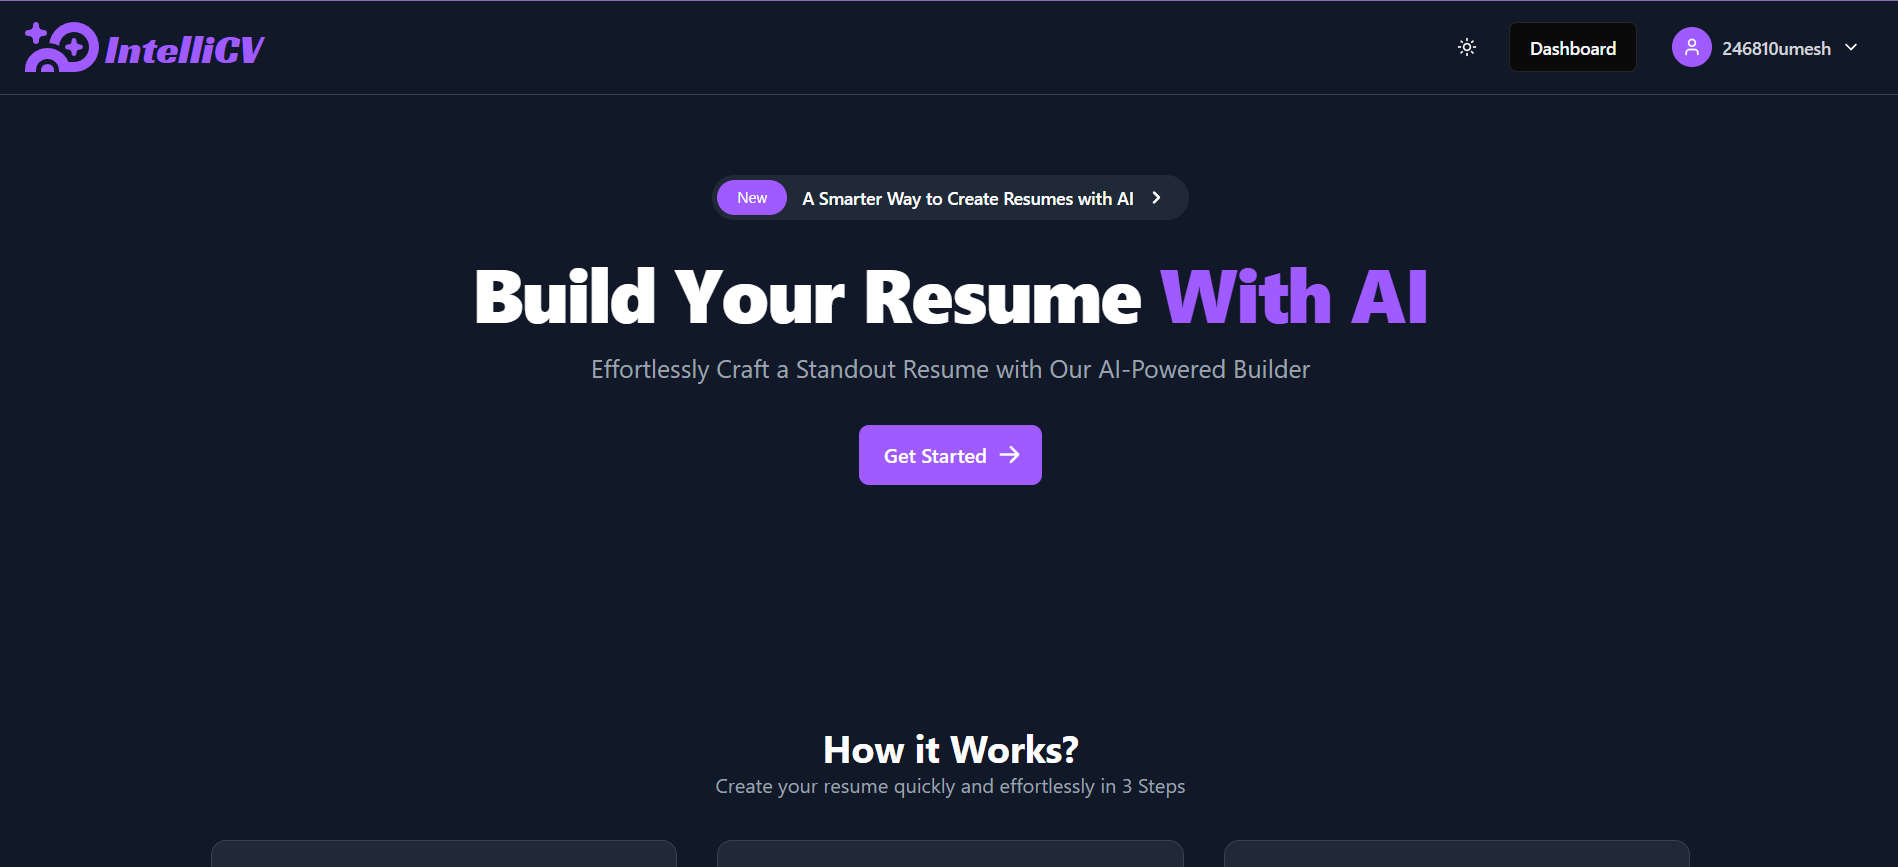 IntelliCV
Dashboard
246810umesh
New
A Smarter Way to Create Resumes with AI
Build Your Resume With AI
Effortlessly Craft a Standout Resume with Our AI-Powered Builder
Get Started
How it Works?
Create your resume quickly and effortlessly in 3 Steps